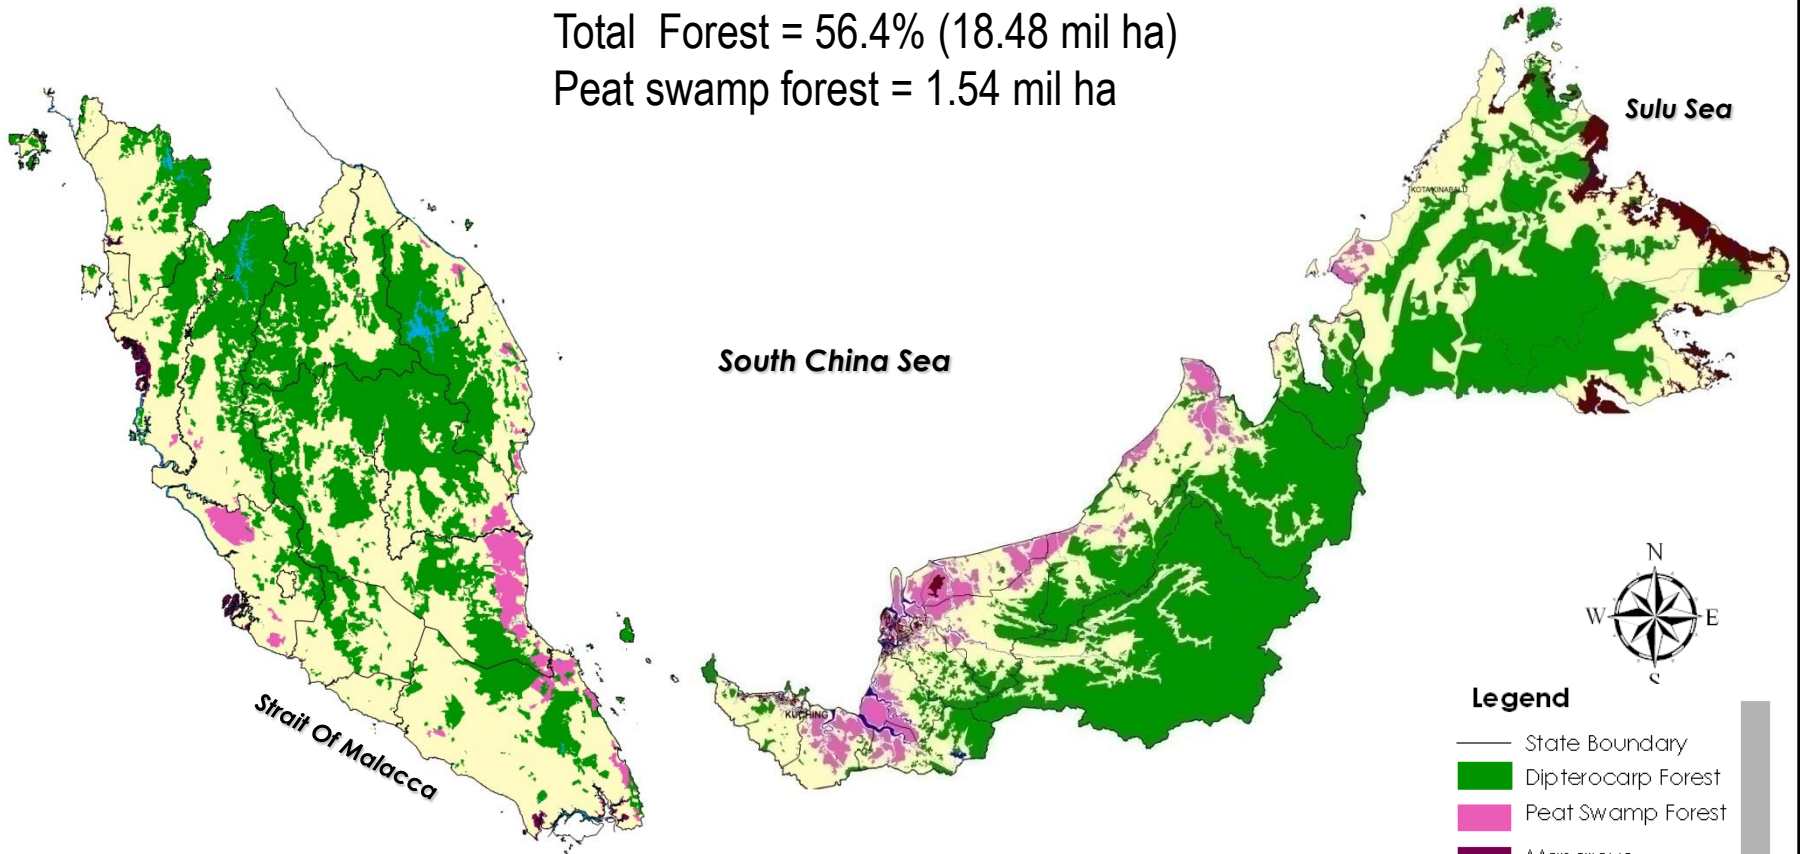 Total Forest = 56.4% (18.48 mil ha)
Peat swamp forest = 1.54 mil ha
Sulu Sea
KOTA KINABALU
South China Sea
N
W
E
Strait Of Malacca
KUCHING
Legend
State Boundary
Dipterocarp Forest
Peat Swamp Forest